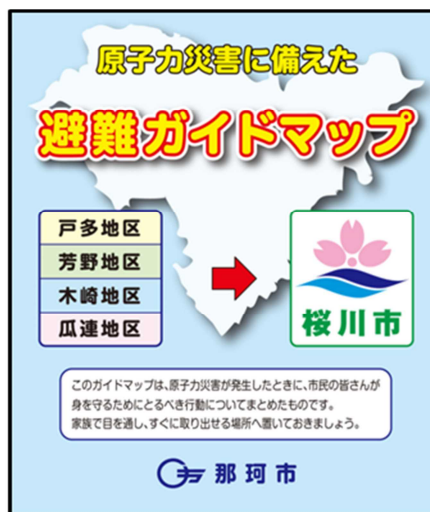 原子力災害に備えた
避難ガイドマップ
戸多地区
芳野地区
木崎地区
瓜連地区
桜川市
このガイドマップは、原子力災害が発生したときに、市民の皆さんが
身を守るためにとるべき行動についてまとめたものです。
家族で目を通し、すぐに取り出せる場所へ置いておきましょう。
那珂市